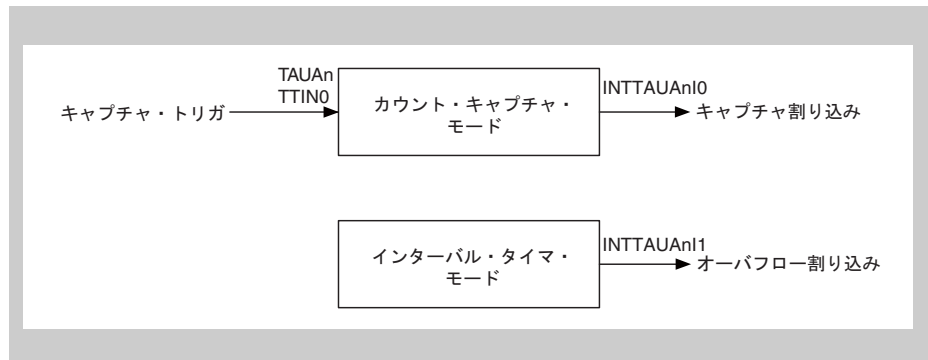 キャプチャ・トリガ
TAUAn
TTIN0
カウント・キャプチャ・
モード
INTTAUAnI0
キャプチャ割り込み
インターバル・タイマ・
モード
INTTAUAnI1
オーバフロー割り込み